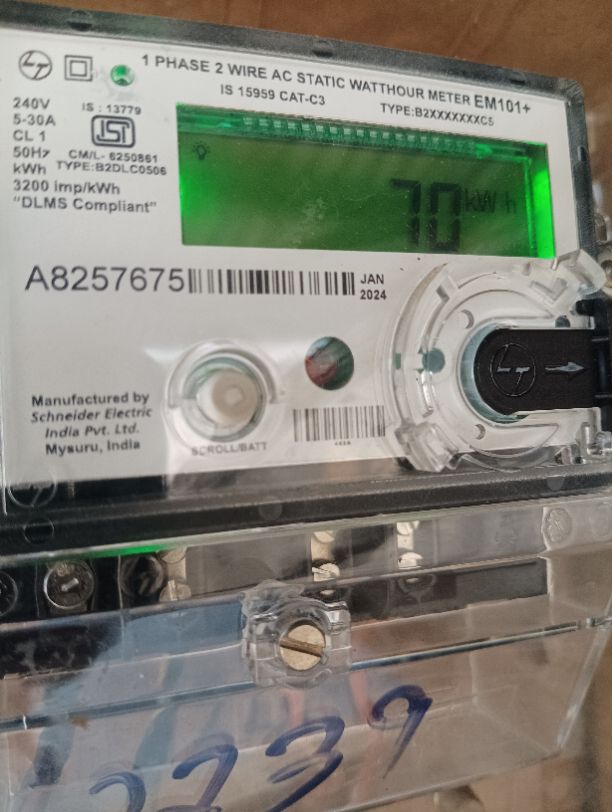 1 PHASE 2 WIRE AC STATIC WATTHOUR METER EM101+
IS 15959 CAT-C3
TYPE:B2XXXXXXXC5
240V
5-30A
CL 1
50Hz
kWh
3200 imp/kWh
"DLMS Compliant"
IS : 13779
CM/L- 6250861
TYPE:B2DLC0506
70 kWh
A8257675
JAN
2024
Manufactured by
Schneider Electric
India Pvt. Ltd.
Mysuru, India
SCROLL/BATT
LT
2239